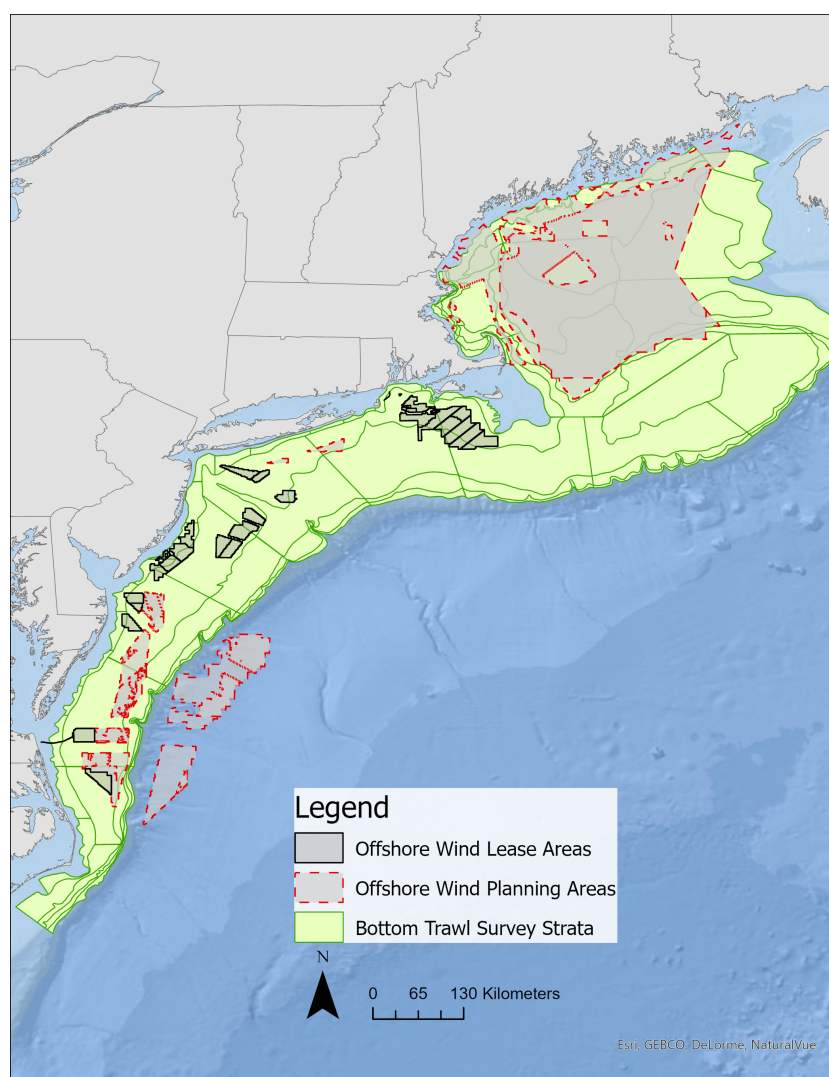 Legend
Offshore Wind Lease Areas
Offshore Wind Planning Areas
Bottom Trawl Survey Strata
N
0 65 130 Kilometers
Esri, GEBCO, DeLorme, NaturalVue